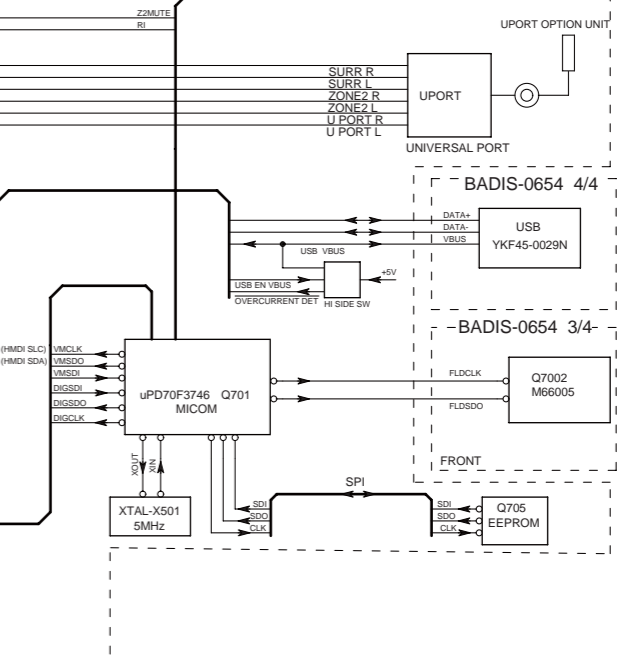 Z2MUTE
RI
UPORT OPTION UNIT
SURR R
SURR L
ZONE2 R
ZONE2 L
U PORT R
U PORT L
UPORT
UNIVERSAL PORT
BADIS-0654 4/4
DATA+
DATA-
VBUS
USB
YKF45-0029N
USB VBUS
+5V
USB EN VBUS
OVERCURRENT DET
HI SIDE SW
BADIS-0654 3/4
(HMDI SLC)
VMCLK
(HMDI SDA)
VMSDO
VMSDI
DIGSDI
DIGSDO
DIGCLK
uPD70F3746 Q701
MICOM
FLDCLK
FLDSDO
Q7002
M66005
FRONT
XOUT
XIN
XTAL-X501
5MHz
SPI
SDI
SDO
CLK
SDI
SDO
CLK
Q705
EEPROM